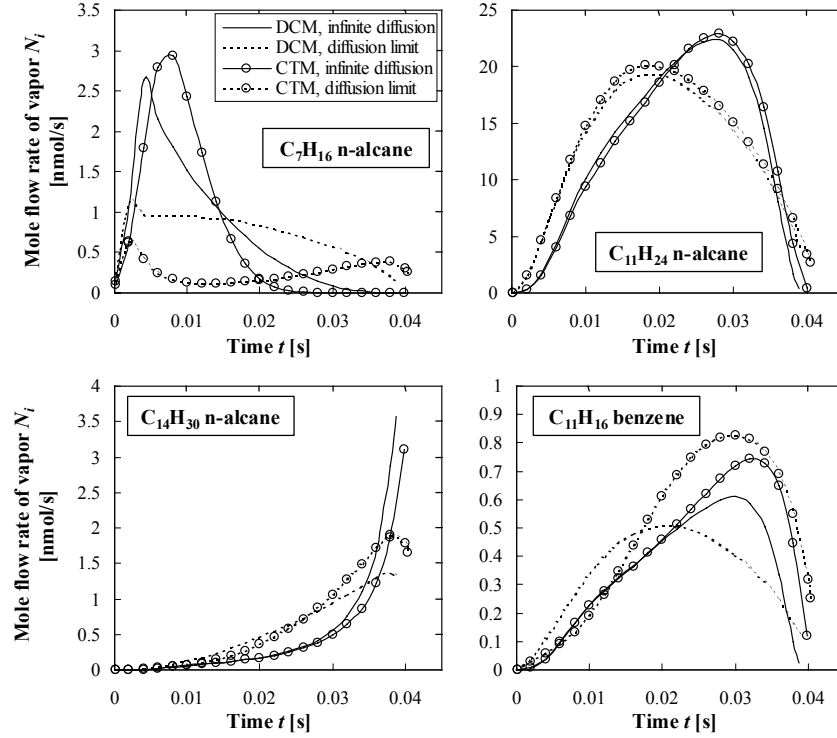 Mole flow rate of vapor Ni
[nmol/s]
3.5
3
2.5
2
1.5
1
0.5
0
DCM, infinite diffusion
DCM, diffusion limit
CTM, infinite diffusion
CTM, diffusion limit
C7H16 n-alcane
0 0.01 0.02 0.03 0.04
Time t [s]
25
20
15
10
5
0
C11H24 n-alcane
0 0.01 0.02 0.03 0.04
Time t [s]
Mole flow rate of vapor Ni
[nmol/s]
4
3.5
3
2.5
2
1.5
1
0.5
0
C14H30 n-alcane
0 0.01 0.02 0.03 0.04
Time t [s]
1
0.9
0.8
0.7
0.6
0.5
0.4
0.3
0.2
0.1
0
C11H16 benzene
0 0.01 0.02 0.03 0.04
Time t [s]